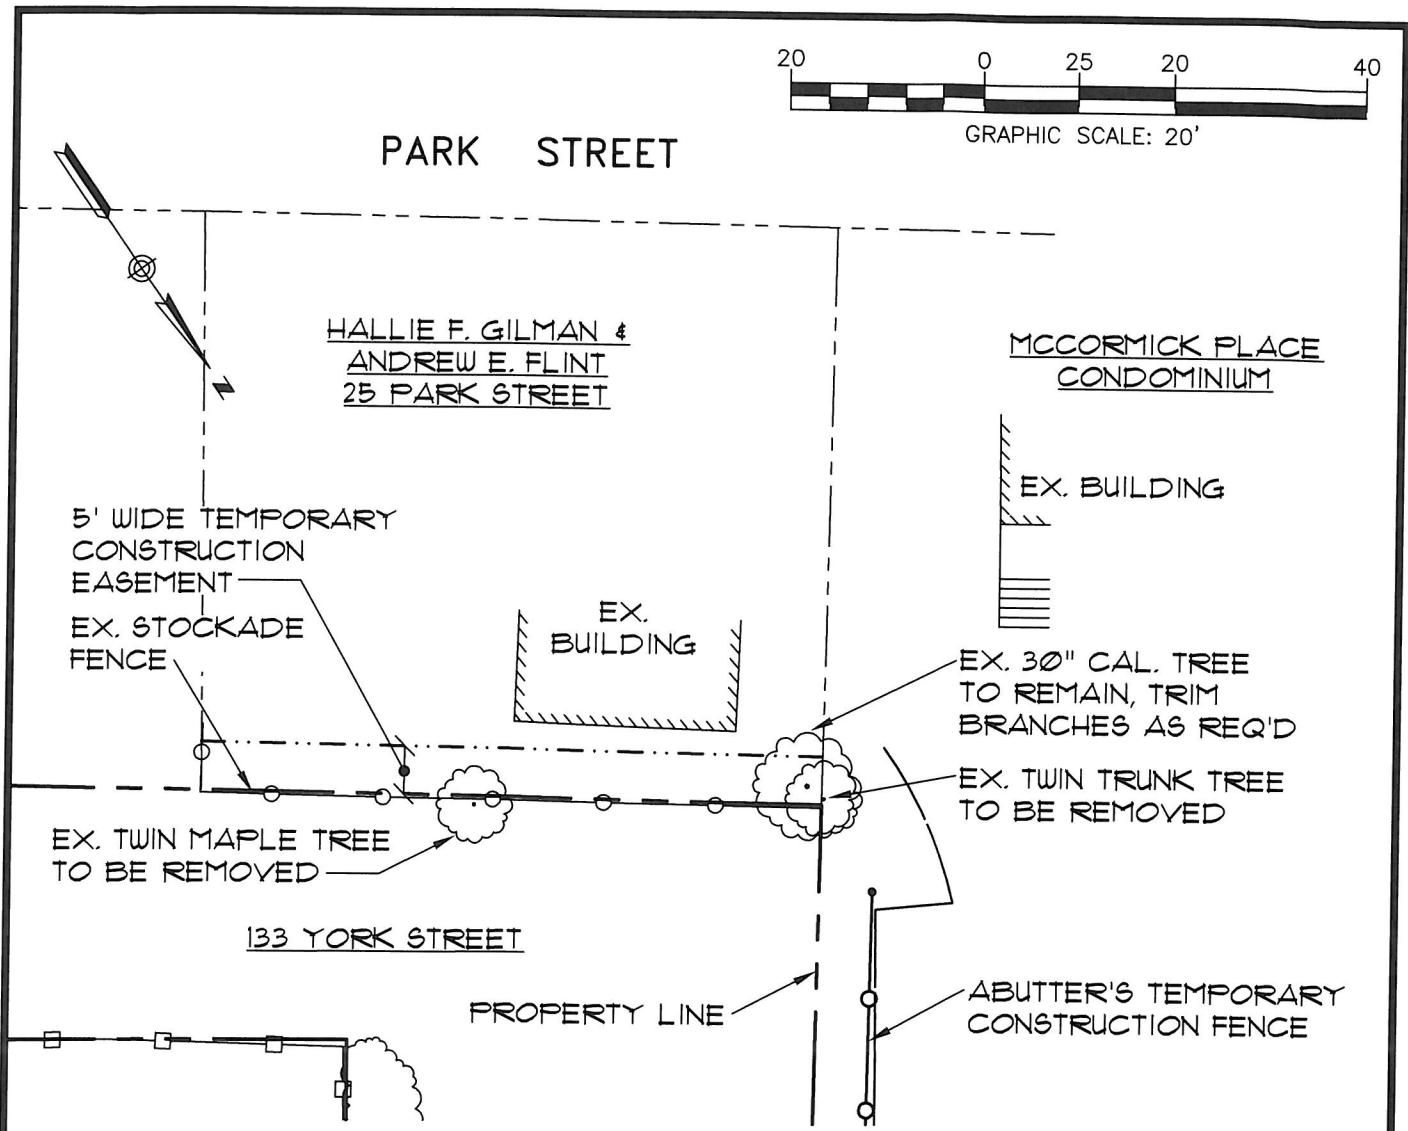 20 0 25 20 40
GRAPHIC SCALE: 20'
PARK STREET
HALLIE F. GILMAN &
ANDREW E. FLINT
25 PARK STREET
MCCORMICK PLACE
CONDOMINIUM
EX. BUILDING
5' WIDE TEMPORARY
CONSTRUCTION
EASEMENT
EX. STOCKADE
FENCE
EX.
BUILDING
EX. 30" CAL. TREE
TO REMAIN, TRIM
BRANCHES AS REQ'D
EX. TWIN TRUNK TREE
TO BE REMOVED
EX. TWIN MAPLE TREE
TO BE REMOVED
133 YORK STREET
PROPERTY LINE
ABUTTER'S TEMPORARY
CONSTRUCTION FENCE
N